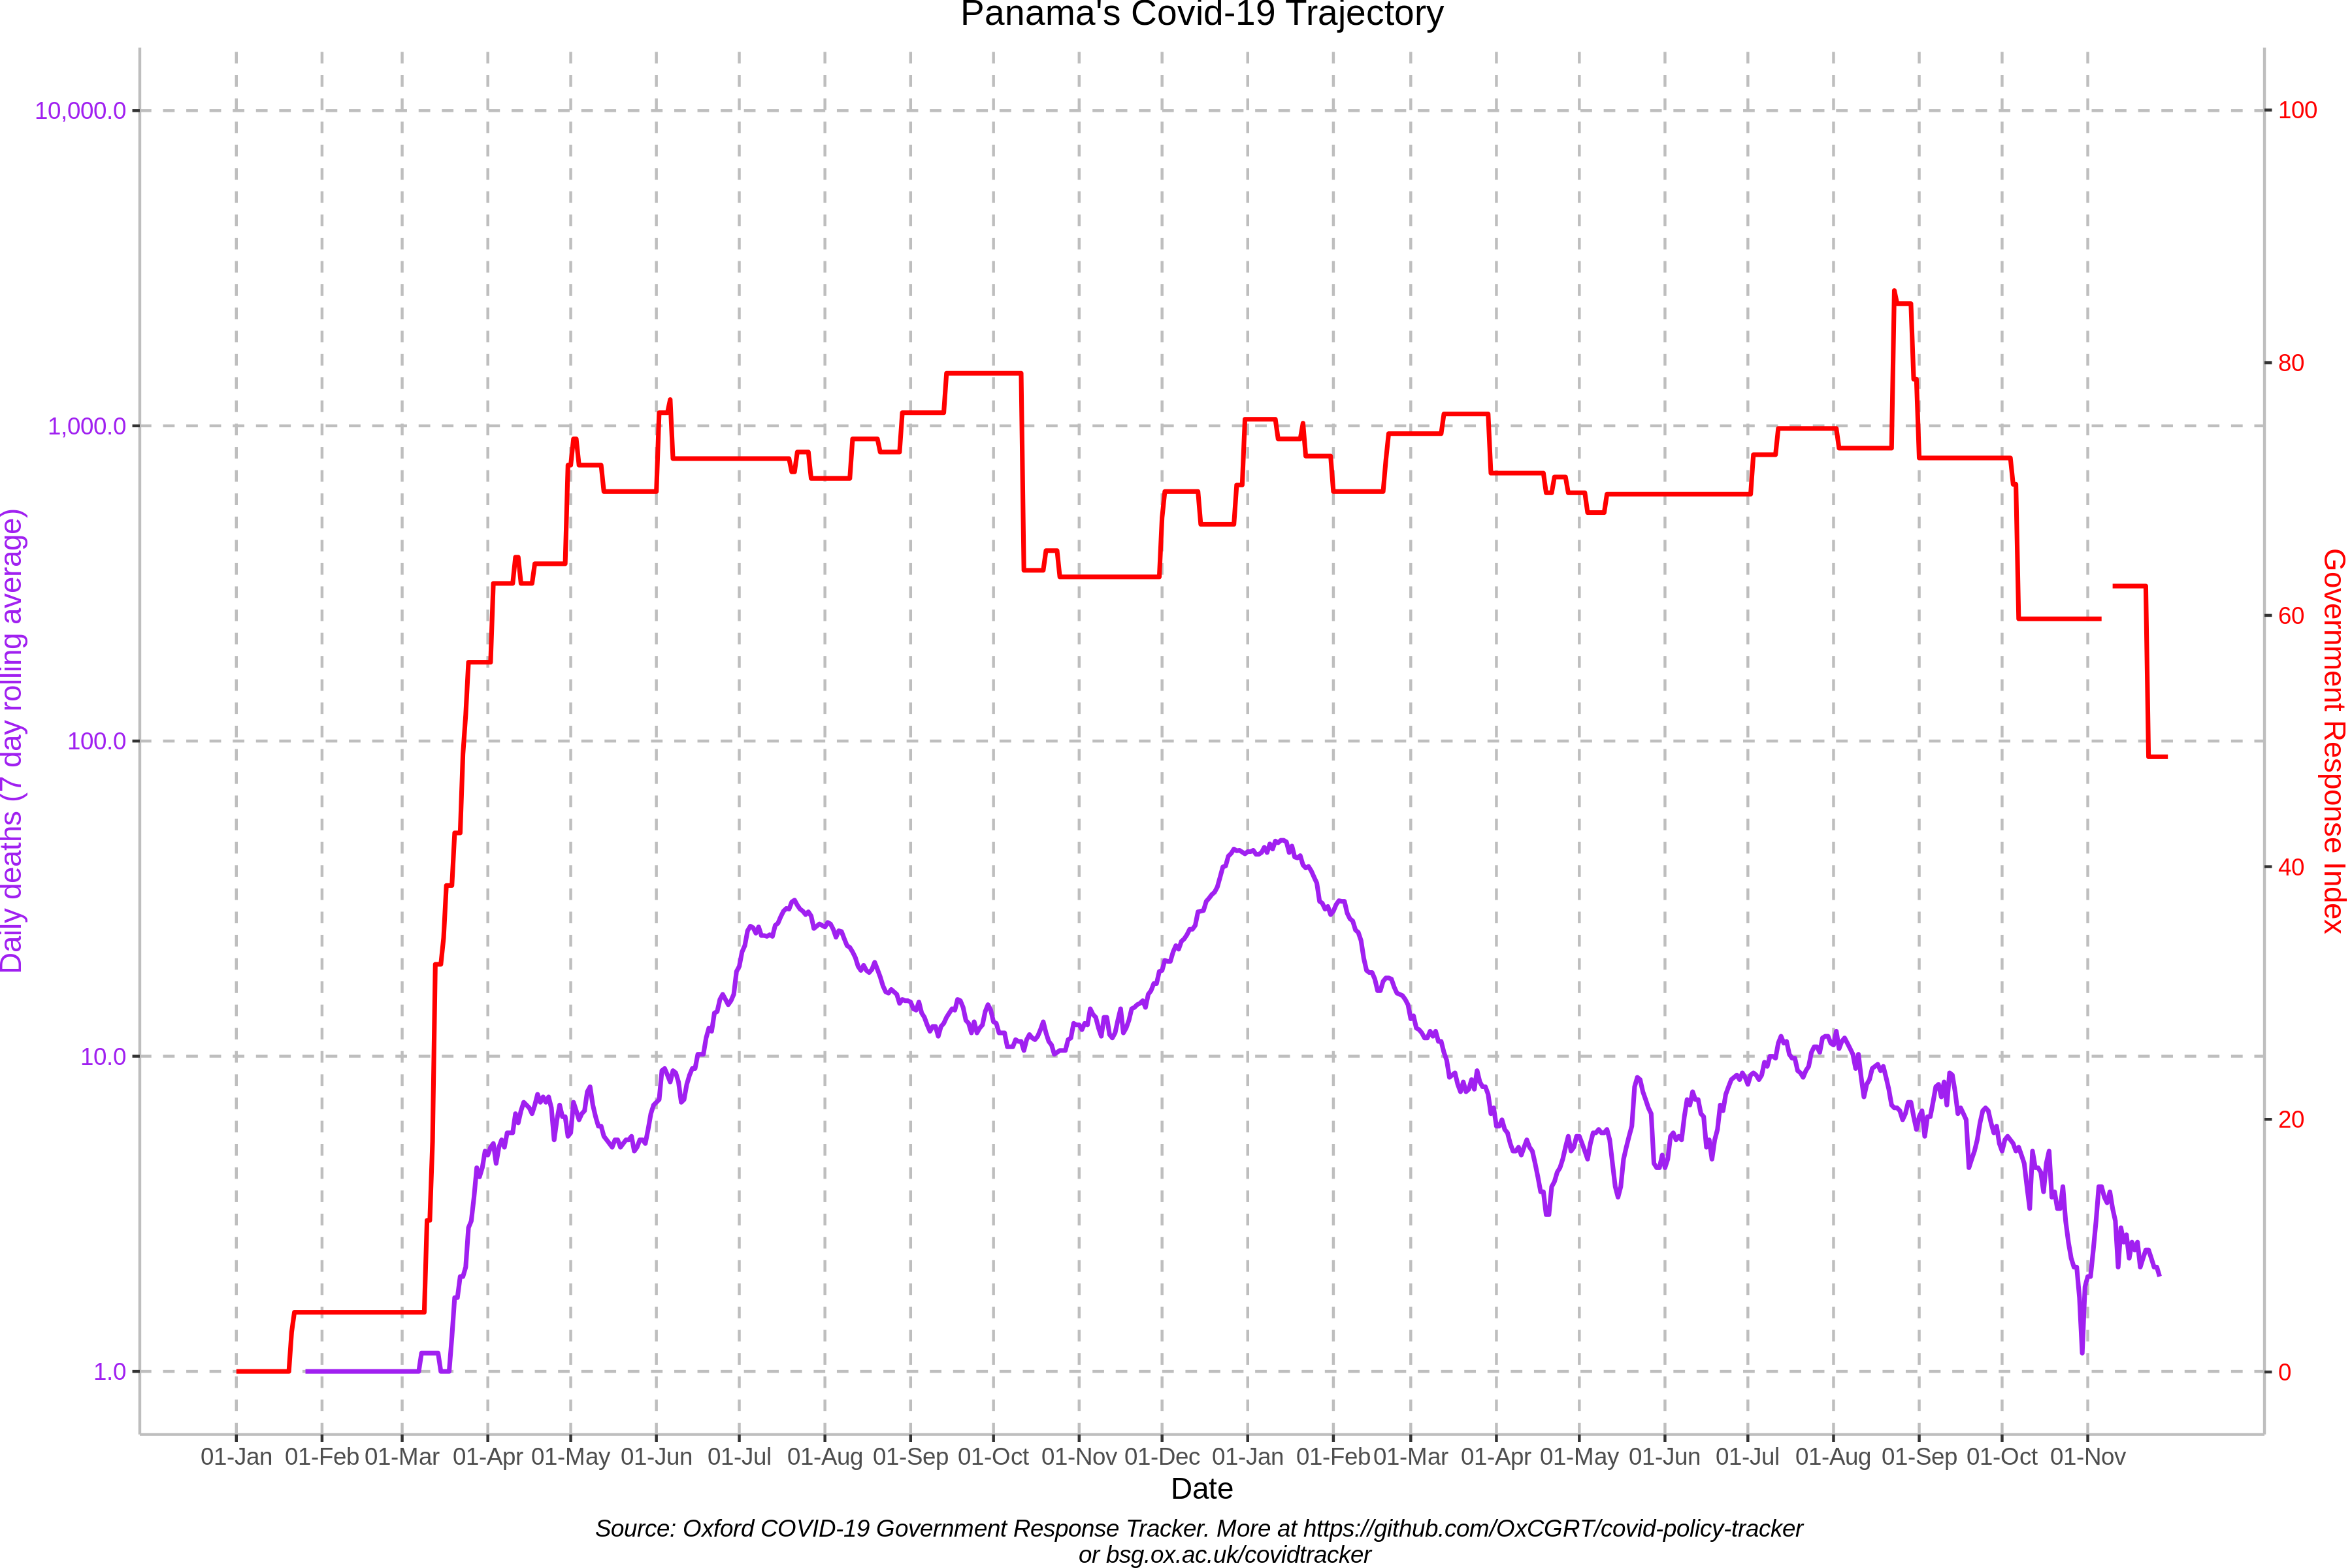 Panama's Covid-19 Trajectory
Daily deaths (7 day rolling average)
10,000.0
1,000.0
100.0
10.0
1.0
100
80
60
40
20
0
Government Response Index
01-Jan 01-Feb 01-Mar 01-Apr 01-May 01-Jun 01-Jul 01-Aug 01-Sep 01-Oct 01-Nov 01-Dec 01-Jan 01-Feb 01-Mar 01-Apr 01-May 01-Jun 01-Jul 01-Aug 01-Sep 01-Oct 01-Nov
Date
Source: Oxford COVID-19 Government Response Tracker. More at https://github.com/OxCGRT/covid-policy-tracker
or bsg.ox.ac.uk/covidtracker